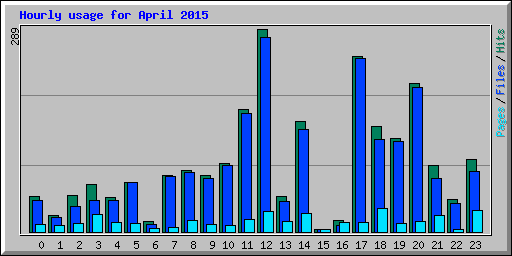 Hourly usage for April 2015
289
Pages/Files/Hits
0 1 2 3 4 5 6 7 8 9 10 11 12 13 14 15 16 17 18 19 20 21 22 23